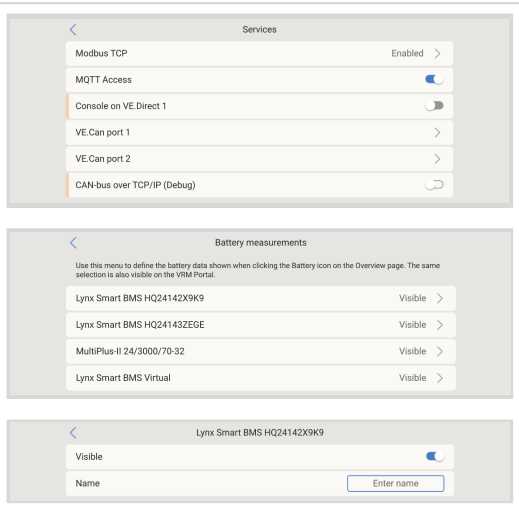 Services
Modbus TCP Enabled
MQTT Access
Console on VE.Direct 1
VE.Can port 1
VE.Can port 2
CAN-bus over TCP/IP (Debug)
Battery measurements
Use this menu to define the battery data shown when clicking the Battery icon on the Overview page. The same
selection is also visible on the VRM Portal.
Lynx Smart BMS HQ24142X9K9 Visible
Lynx Smart BMS HQ24143ZEGE Visible
MultiPlus-II 24/3000/70-32 Visible
Lynx Smart BMS Virtual Visible
Lynx Smart BMS HQ24142X9K9
Visible
Name Enter name